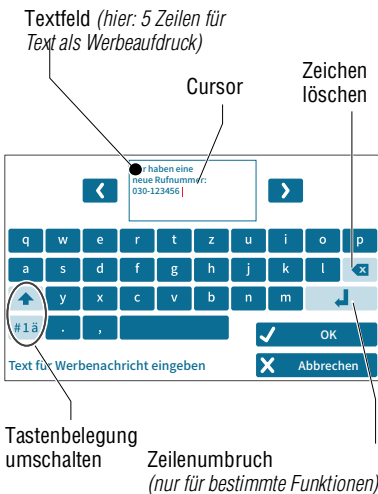 Textfeld (hier: 5 Zeilen für
Text als Werbeaufdruck)
Cursor
Zeichen
löschen
r haben eine
neue Rufnummer:
030-123456
q w e r t z u i o p
a s d f g h j k l
y x c v b n m
#1ä . ,
OK
Text für Werbenachricht eingeben
Abbrechen
Tastenbelegung
umschalten
Zeilenumbruch
(nur für bestimmte Funktionen)